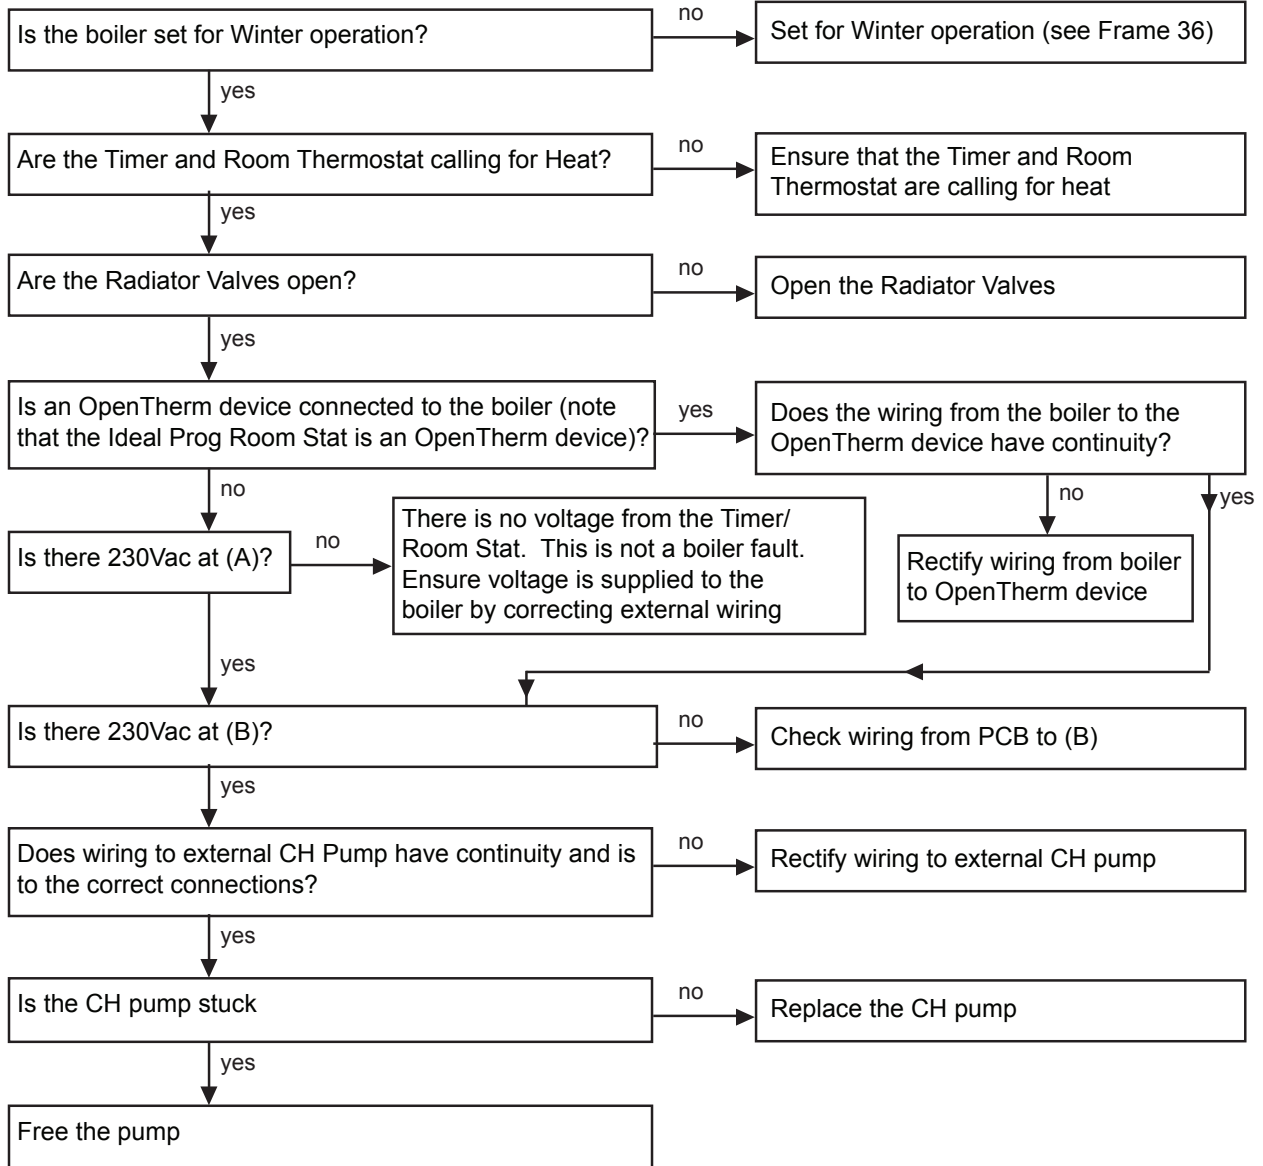 Is the boiler set for Winter operation?
no
Set for Winter operation (see Frame 36)
yes
Are the Timer and Room Thermostat calling for Heat?
no
Ensure that the Timer and Room
Thermostat are calling for heat
yes
Are the Radiator Valves open?
no
Open the Radiator Valves
yes
Is an OpenTherm device connected to the boiler (note
that the Ideal Prog Room Stat is an OpenTherm device)?
yes
Does the wiring from the boiler to the
OpenTherm device have continuity?
no
yes
Rectify wiring from boiler
to OpenTherm device
no
Is there 230Vac at (A)?
no
There is no voltage from the Timer/
Room Stat.  This is not a boiler fault.
Ensure voltage is supplied to the
boiler by correcting external wiring
yes
Is there 230Vac at (B)?
no
Check wiring from PCB to (B)
yes
Does wiring to external CH Pump have continuity and is
to the correct connections?
no
Rectify wiring to external CH pump
yes
Is the CH pump stuck
no
Replace the CH pump
yes
Free the pump